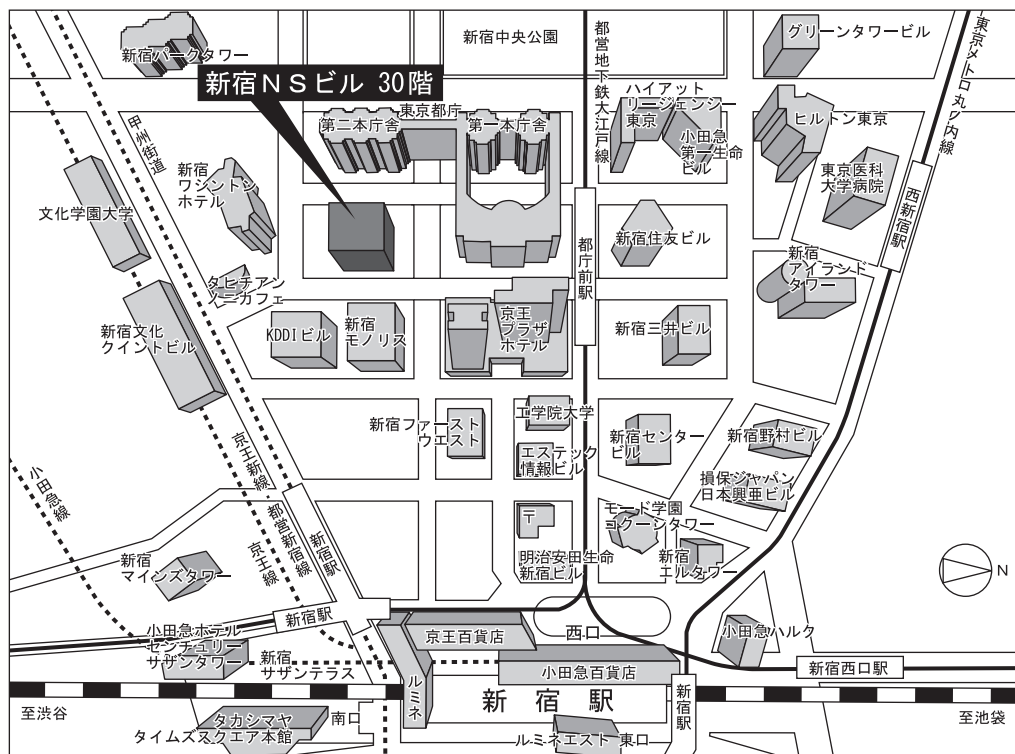 新宿パークタワー
新宿中央公園
都営地下鉄大江戸線
グリーンタワービル
東京メトロ丸ノ内線
新宿ＮＳビル 30階
東京都庁
第二本庁舎
第一本庁舎
ハイアット
リージェンシー
東京
小田急
第一生命
ビル
ヒルトン東京
東京医科
大学病院
西新宿駅
甲州街道
新宿
ワシントン
ホテル
文化学園大学
都庁前駅
新宿住友ビル
新宿
アイランド
タワー
タヒチアン
ノニカフェ
新宿文化
クイントビル
KDDIビル
新宿
モノリス
京王
プラザ
ホテル
新宿三井ビル
新宿ファースト
ウエスト
工学院大学
エステック
情報ビル
新宿センター
ビル
新宿野村ビル
損保ジャパン
日本興亜ビル
小田急線
京王新線
都営新宿線
京王線
新宿駅
〒
明治安田生命
新宿ビル
モード学園
コクーンタワー
新宿
エルタワー
新宿
マインズタワー
N
新宿駅
小田急ホテル
センチュリー
サザンタワー
新宿
サザンテラス
京王百貨店
西口
小田急百貨店
小田急ハルク
新宿西口駅
ルミネ
新宿駅
新宿駅
至渋谷
至池袋
タカシマヤ
タイムズスクエア本館
南口
ルミネエスト 東口